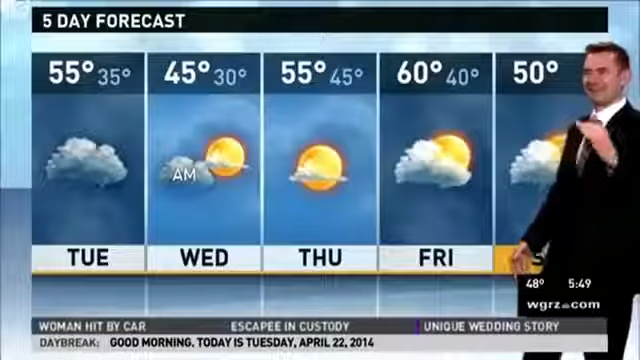 5 DAY FORECAST
55° 35° 45° 30° 55° 45° 60° 40° 50°
AM
TUE WED THU FRI
48° 5:49
wgrz.com
WOMAN HIT BY CAR ESCAPEE IN CUSTODY UNIQUE WEDDING STORY
DAYBREAK: GOOD MORNING. TODAY IS TUESDAY, APRIL 22, 2014